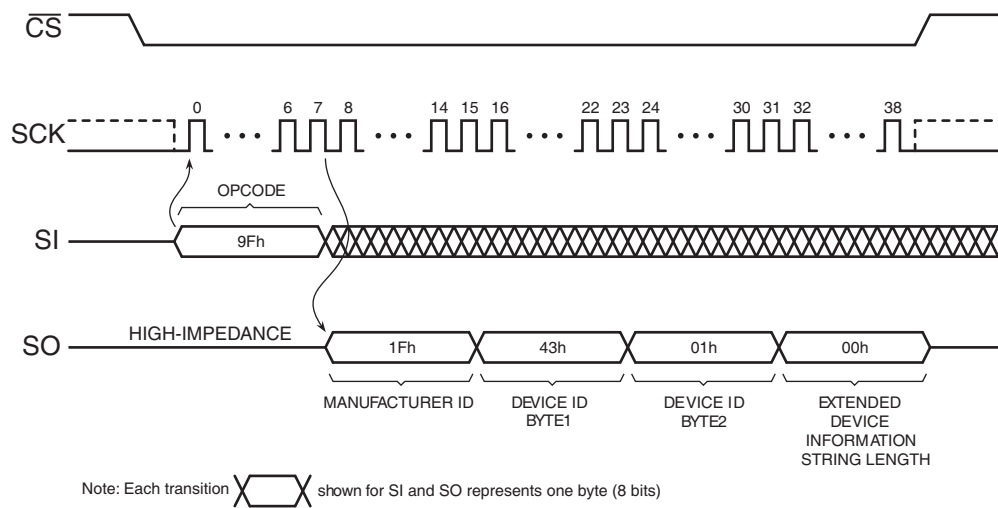 CS
0 6 7 8 14 15 16 22 23 24 30 31 32 38
SCK
OPCODE
SI 9Fh
HIGH-IMPEDANCE
SO 1Fh 43h 01h 00h
MANUFACTURER ID
DEVICE ID
BYTE1
DEVICE ID
BYTE2
EXTENDED
DEVICE
INFORMATION
STRING LENGTH
Note: Each transition shown for SI and SO represents one byte (8 bits)